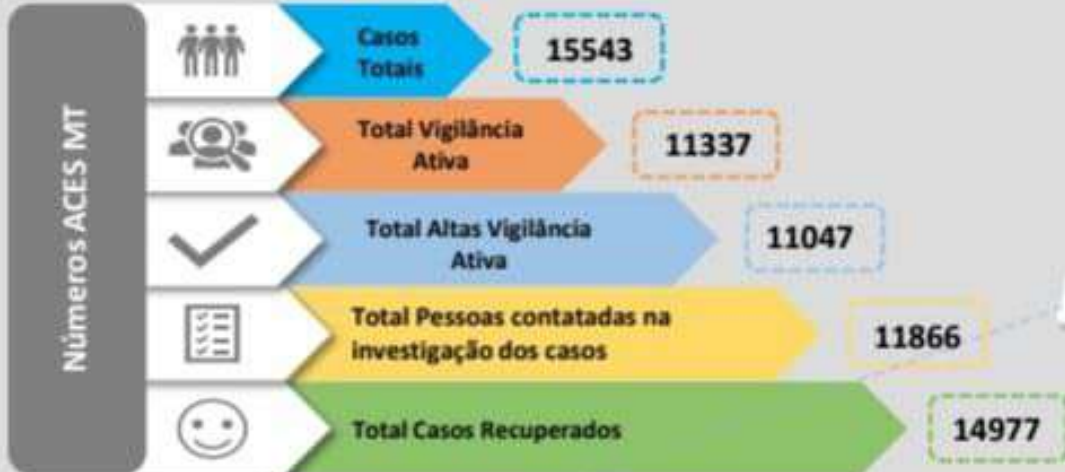 Números ACES MT
Casos
Totais
15543
Total Vigilância
Ativa
11337
Total Altas Vigilância
Ativa
11047
Total Pessoas contatadas na
investigação dos casos
11866
Total Casos Recuperados
14977